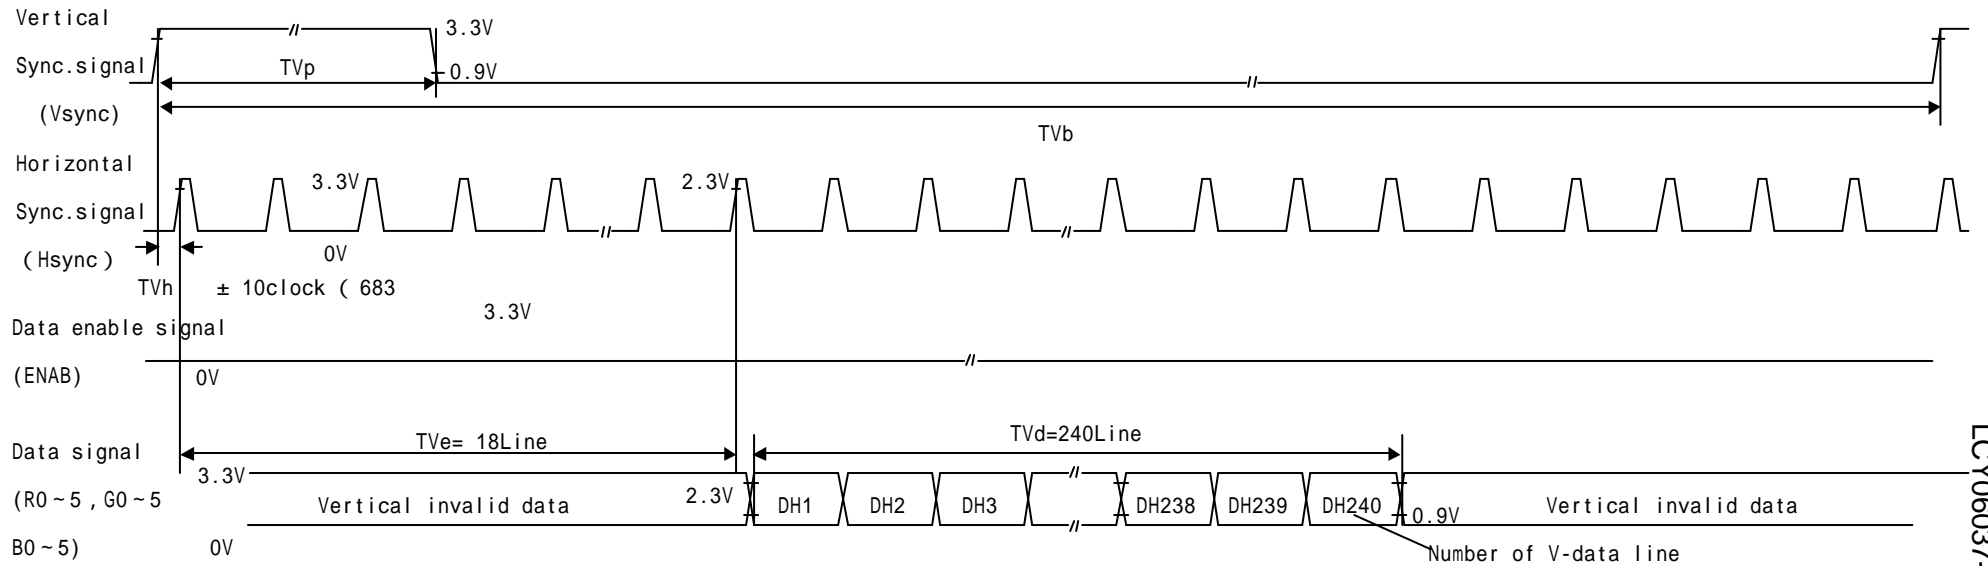 Vertical
3.3V
Sync.signal
TVp
0.9V
(Vsync)
TVb
Horizontal
3.3V
2.3V
Sync.signal
(Hsync)
0V
TVh ± 10clock ( 683
3.3V
Data enable signal
(ENAB)
0V
TVe= 18Line
TVd=240Line
Data signal
3.3V
(R0~5,G0~5
Vertical invalid data
2.3V
DH1
DH2
DH3
DH238
DH239
DH240
0.9V
Vertical invalid data
B0~5)
0V
Number of V-data line